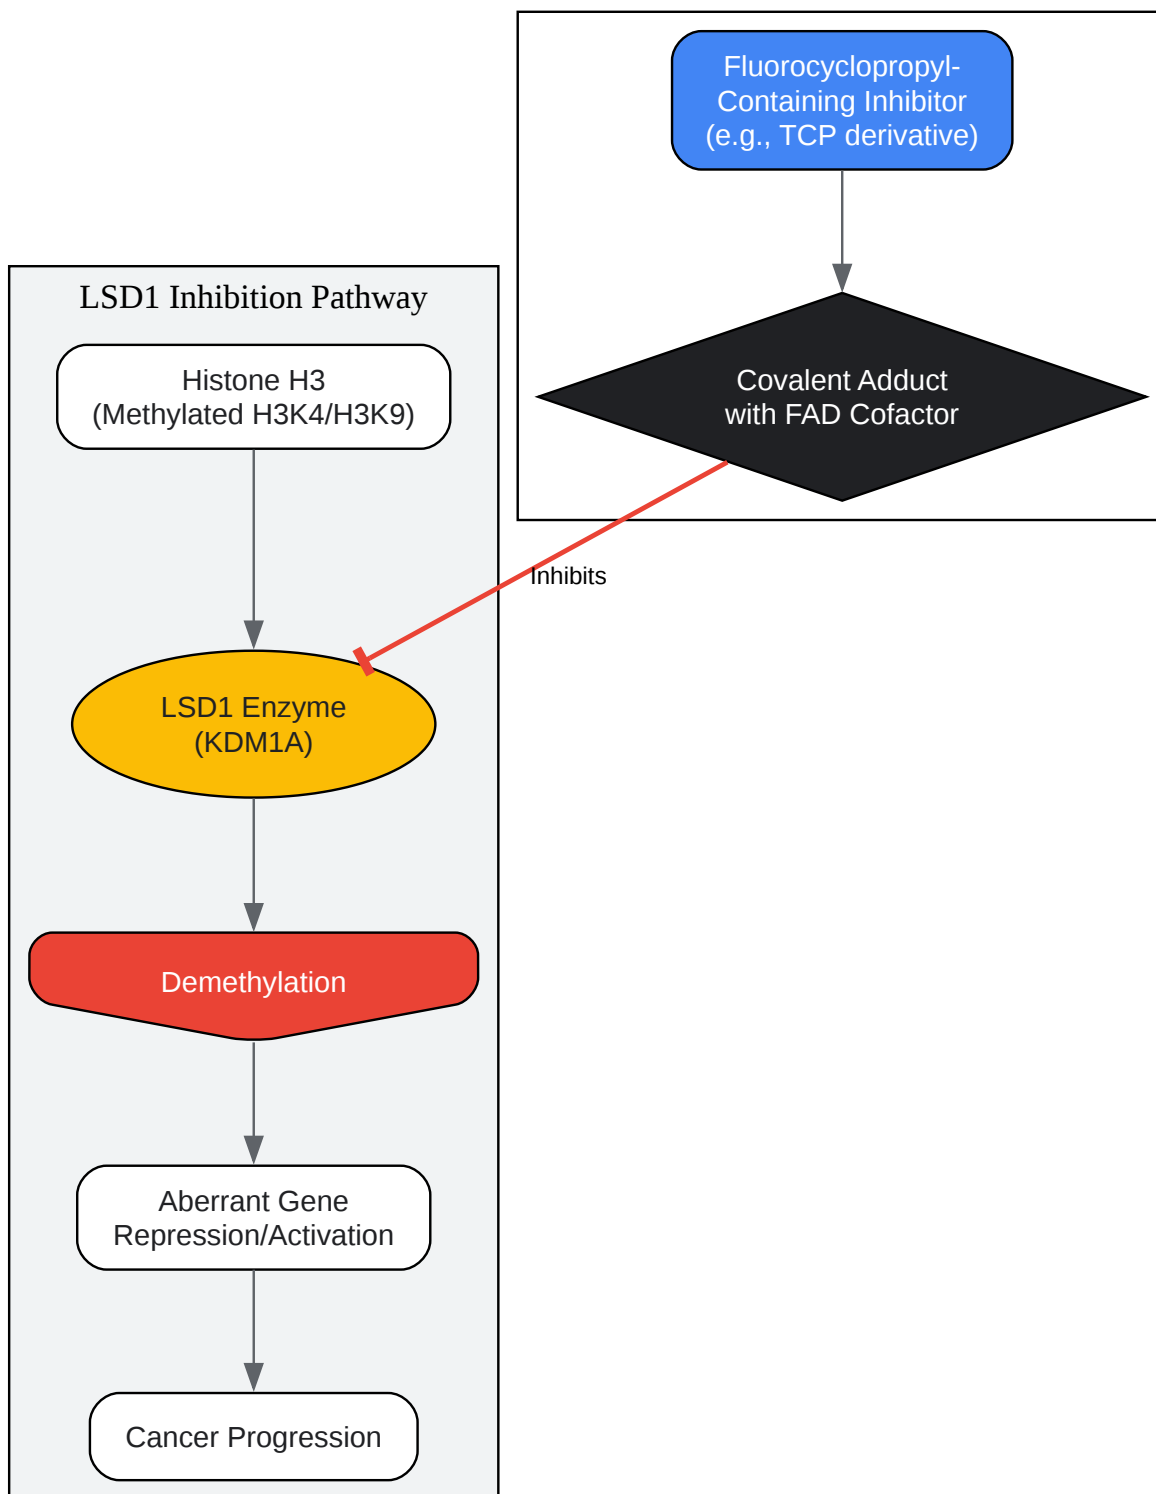 Fluorocyclopropyl-
Containing Inhibitor
(e.g., TCP derivative)
LSD1 Inhibition Pathway
Histone H3
(Methylated H3K4/H3K9)
Covalent Adduct
with FAD Cofactor
Inhibits
LSD1 Enzyme
(KDM1A)
Demethylation
Aberrant Gene
Repression/Activation
Cancer Progression